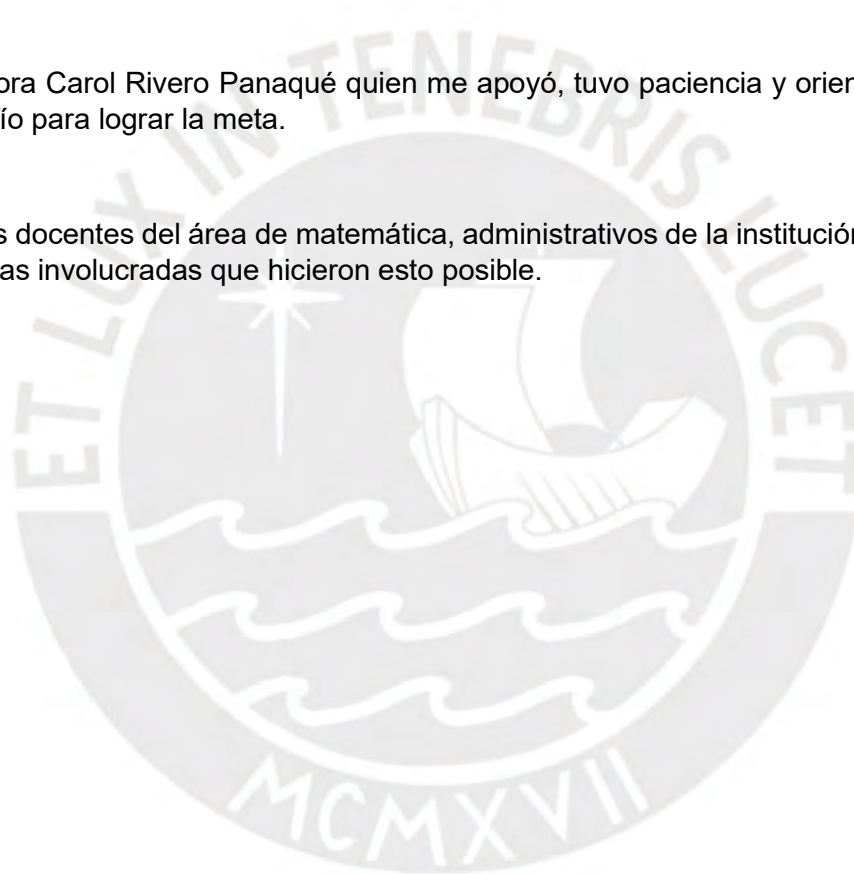 ora Carol Rivero Panaqué quien me apoyó, tuvo paciencia y orien
ío para lograr la meta.
s docentes del área de matemática, administrativos de la institución
as involucradas que hicieron esto posible.
ET LUX IN TENEBRIS LUCET
MCMXVII